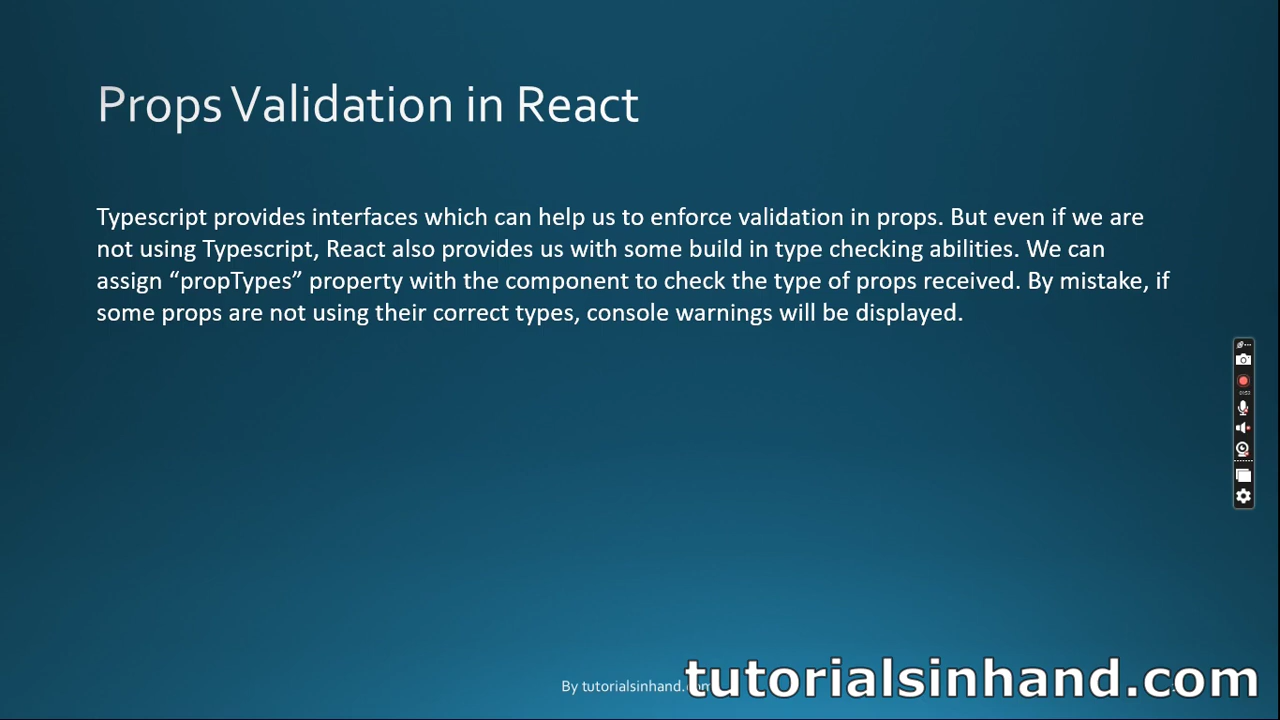 Props Validation in React
Typescript provides interfaces which can help us to enforce validation in props. But even if we are
not using Typescript, React also provides us with some build in type checking abilities. We can
assign “propTypes” property with the component to check the type of props received. By mistake, if
some props are not using their correct types, console warnings will be displayed.
By tutorialsinhand.
tutorialsinhand.com